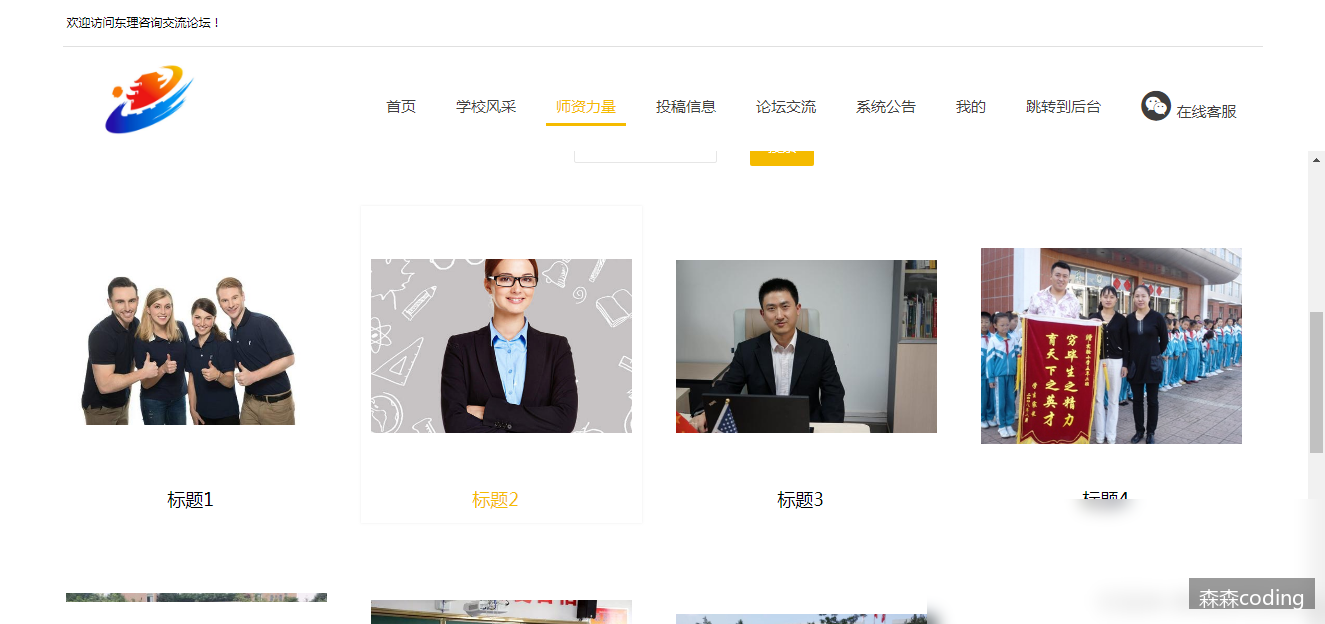 欢迎访问东理咨询交流论坛！
首页 学校风采 师资力量 投稿信息 论坛交流 系统公告 我的 跳转到后台 在线客服
育天下之英才
穷毕生之精力
标题1 标题2 标题3 标题4
森森coding